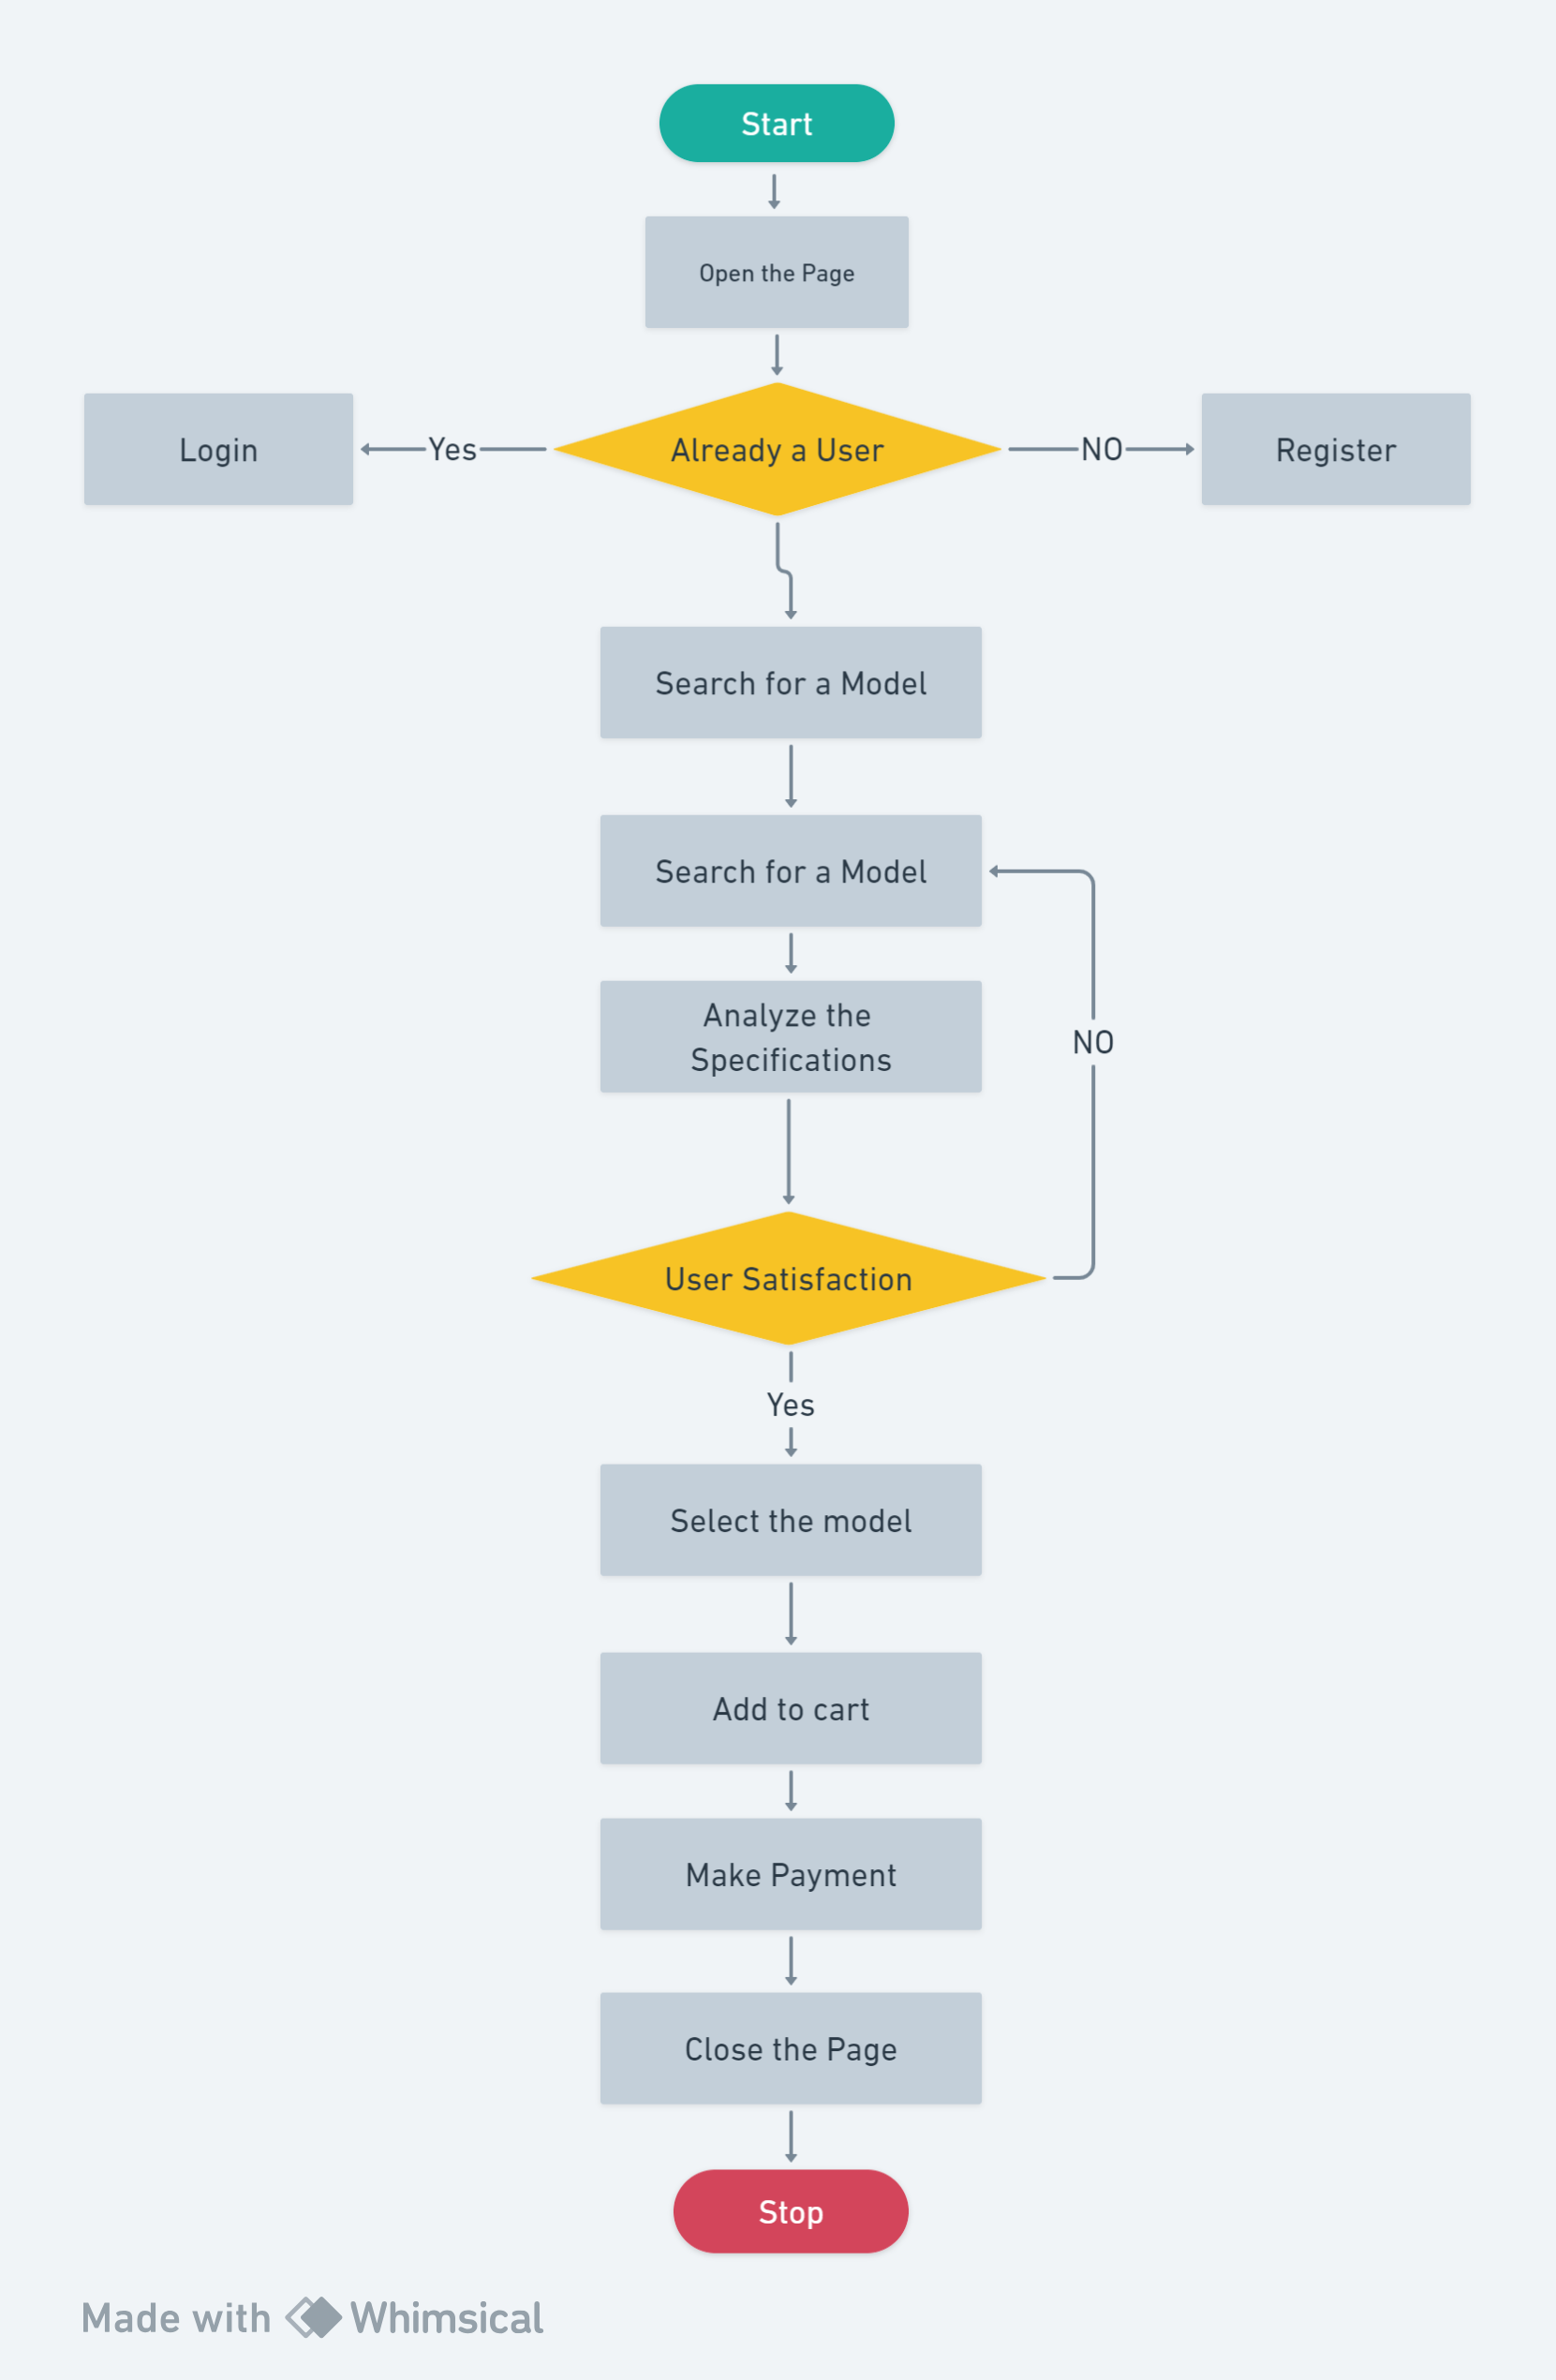 Start
Open the Page
Login
Yes
Already a User
NO
Register
Search for a Model
Search for a Model
Analyze the
Specifications
NO
User Satisfaction
Yes
Select the model
Add to cart
Make Payment
Close the Page
Stop
Made with Whimsical